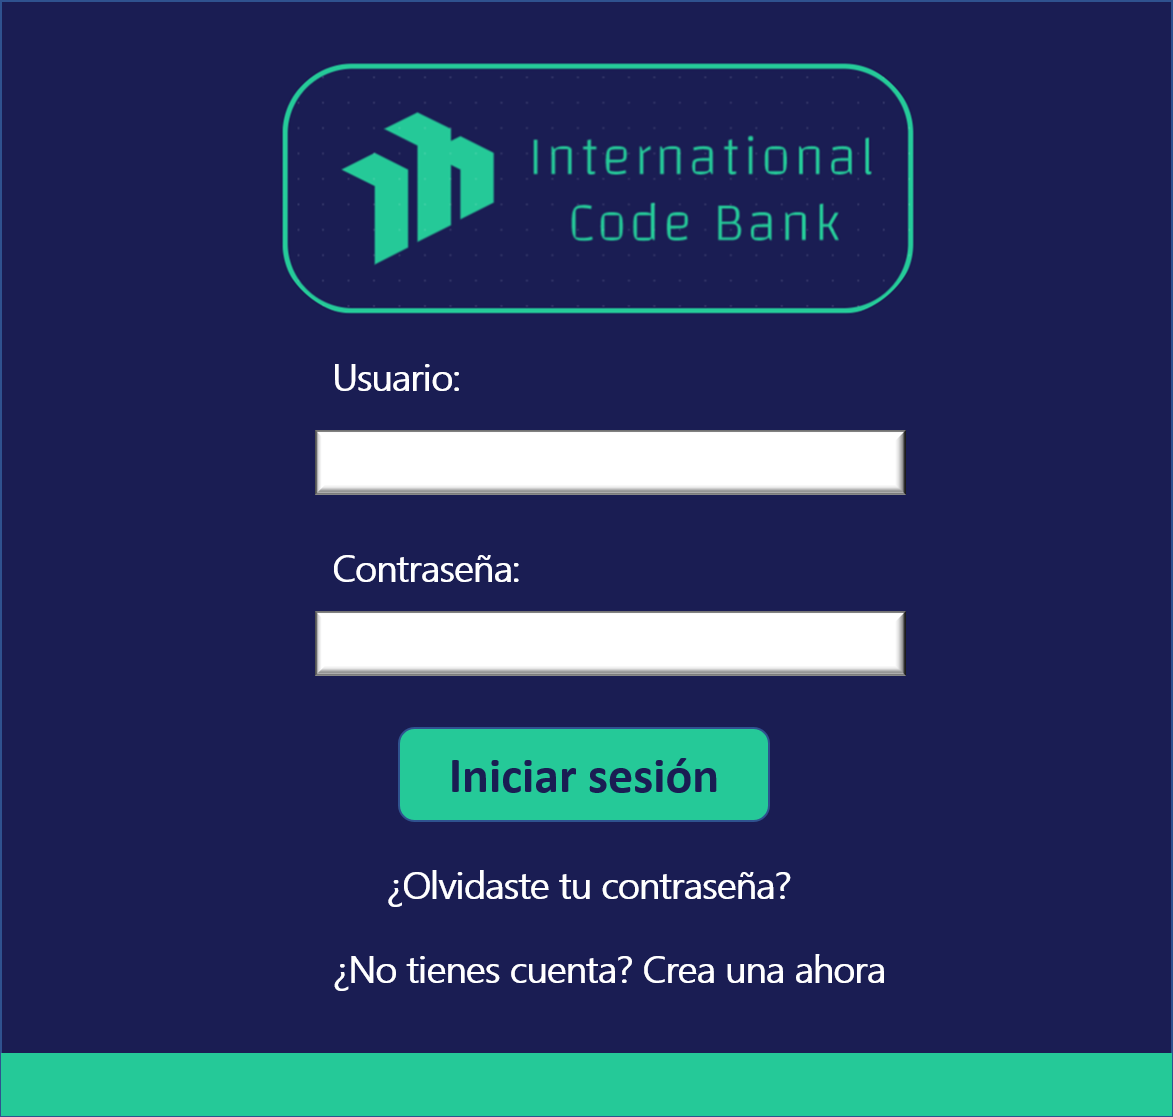 International
Code Bank
Usuario:
Contraseña:
Iniciar sesión
¿Olvidaste tu contraseña?
¿No tienes cuenta? Crea una ahora